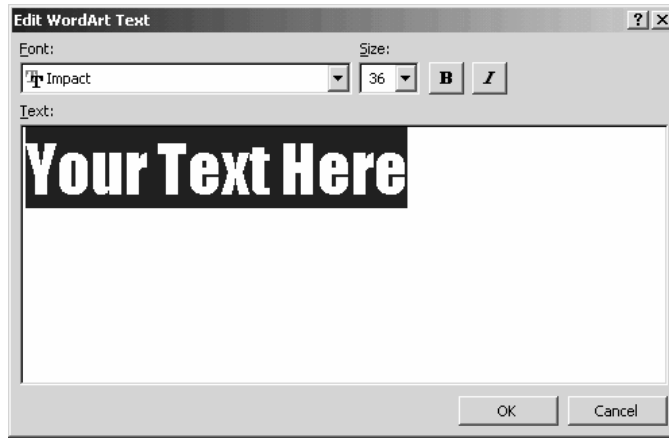 Edit WordArt Text
Font:
Size:
Impact
36
B
I
Text:
Your Text Here
OK
Cancel